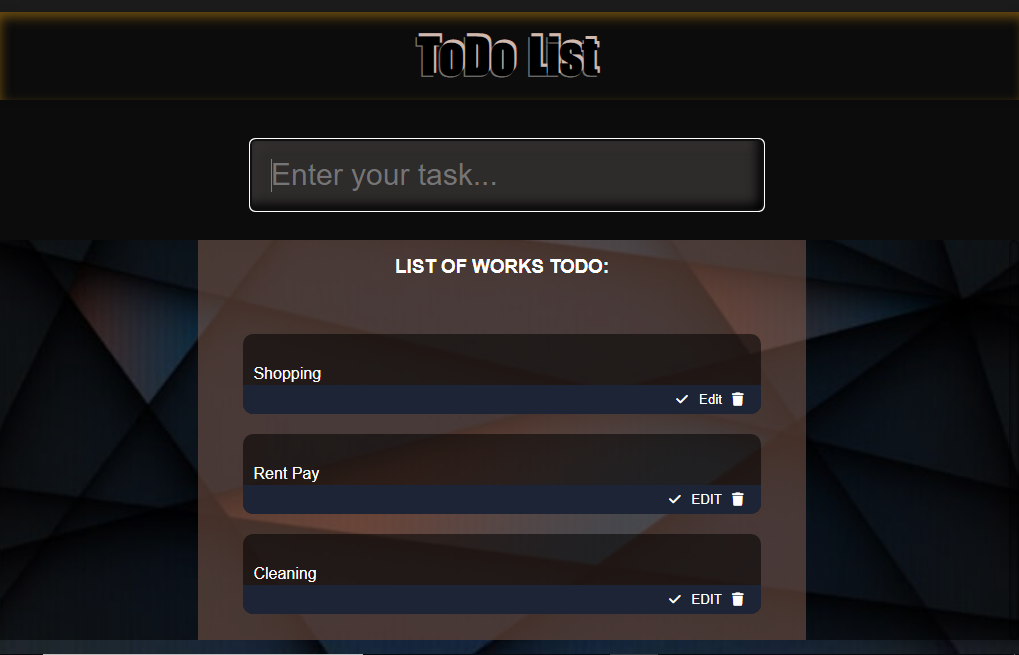 ToDo List
Enter your task...
LIST OF WORKS TODO:
Shopping
Edit
Rent Pay
EDIT
Cleaning
EDIT